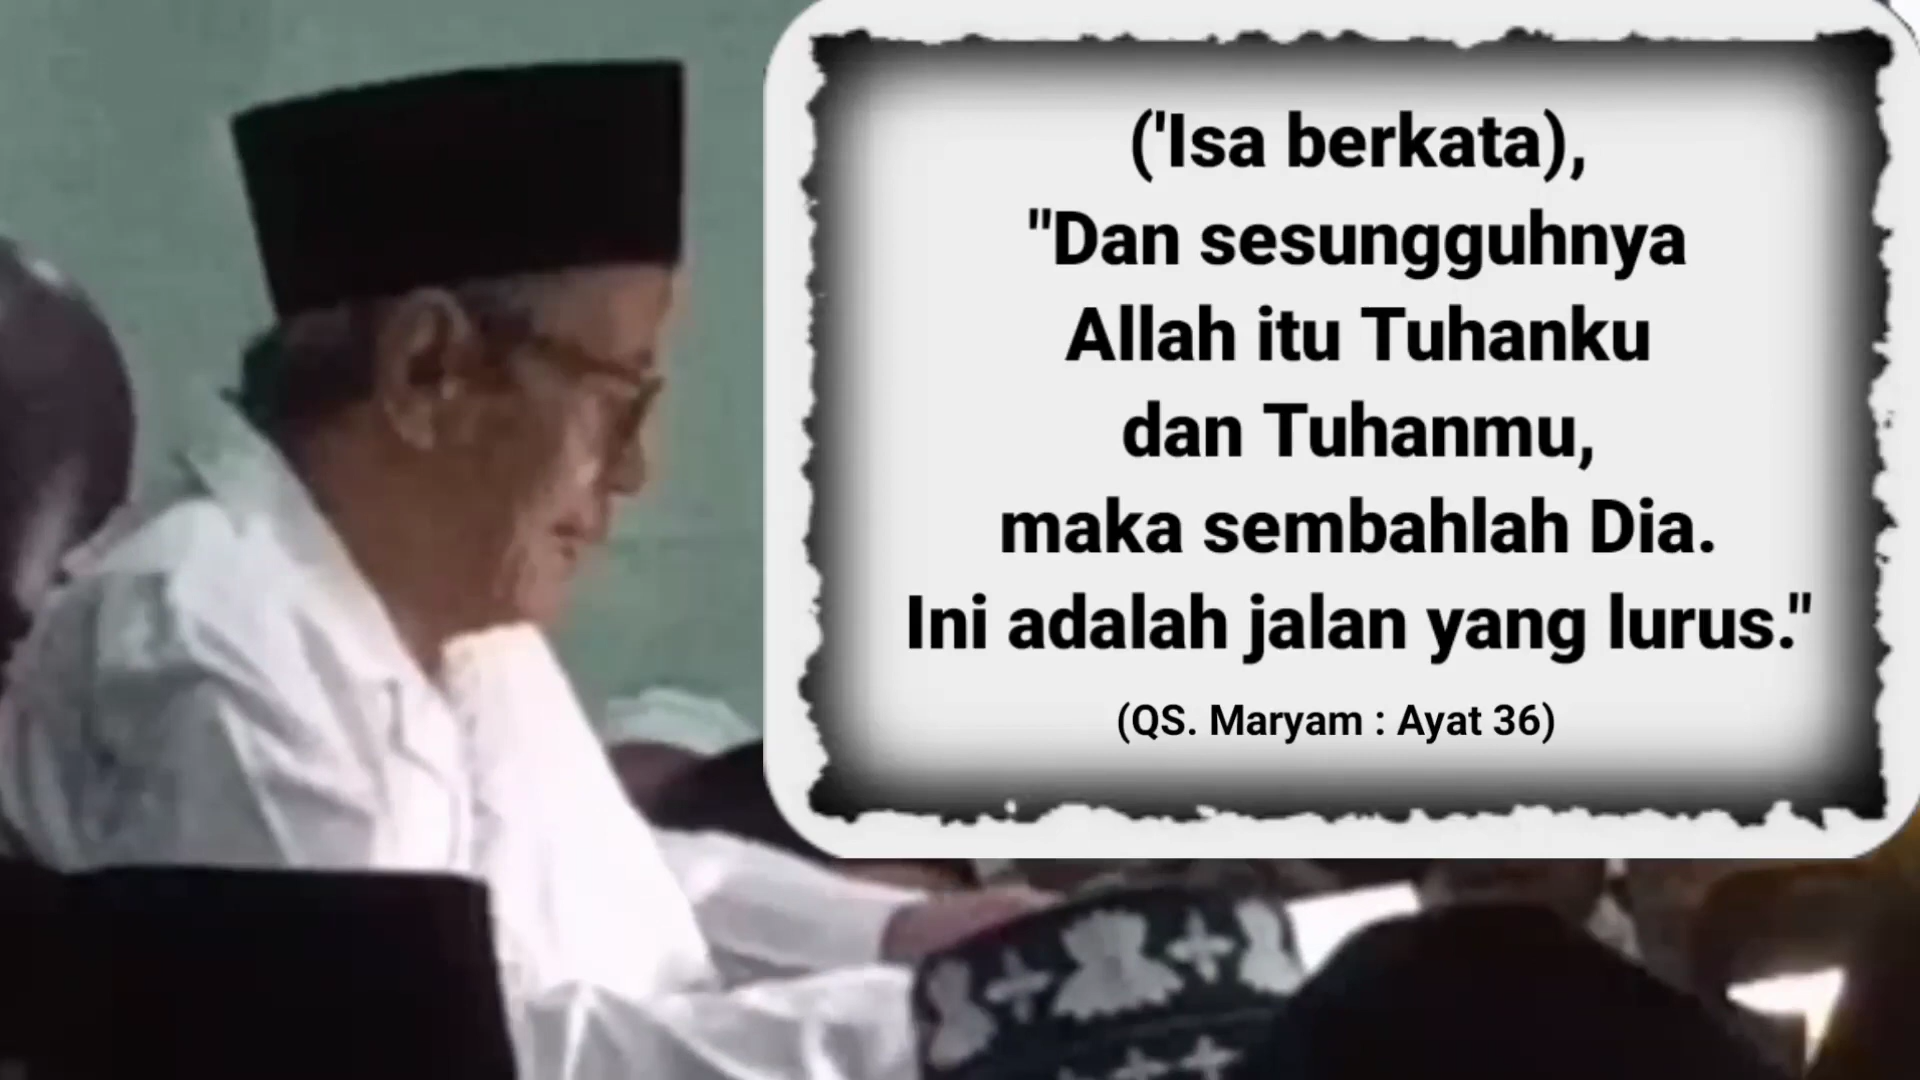 ('Isa berkata),
"Dan sesungguhnya
Allah itu Tuhanku
dan Tuhanmu,
maka sembahlah Dia.
Ini adalah jalan yang lurus."
(QS. Maryam : Ayat 36)